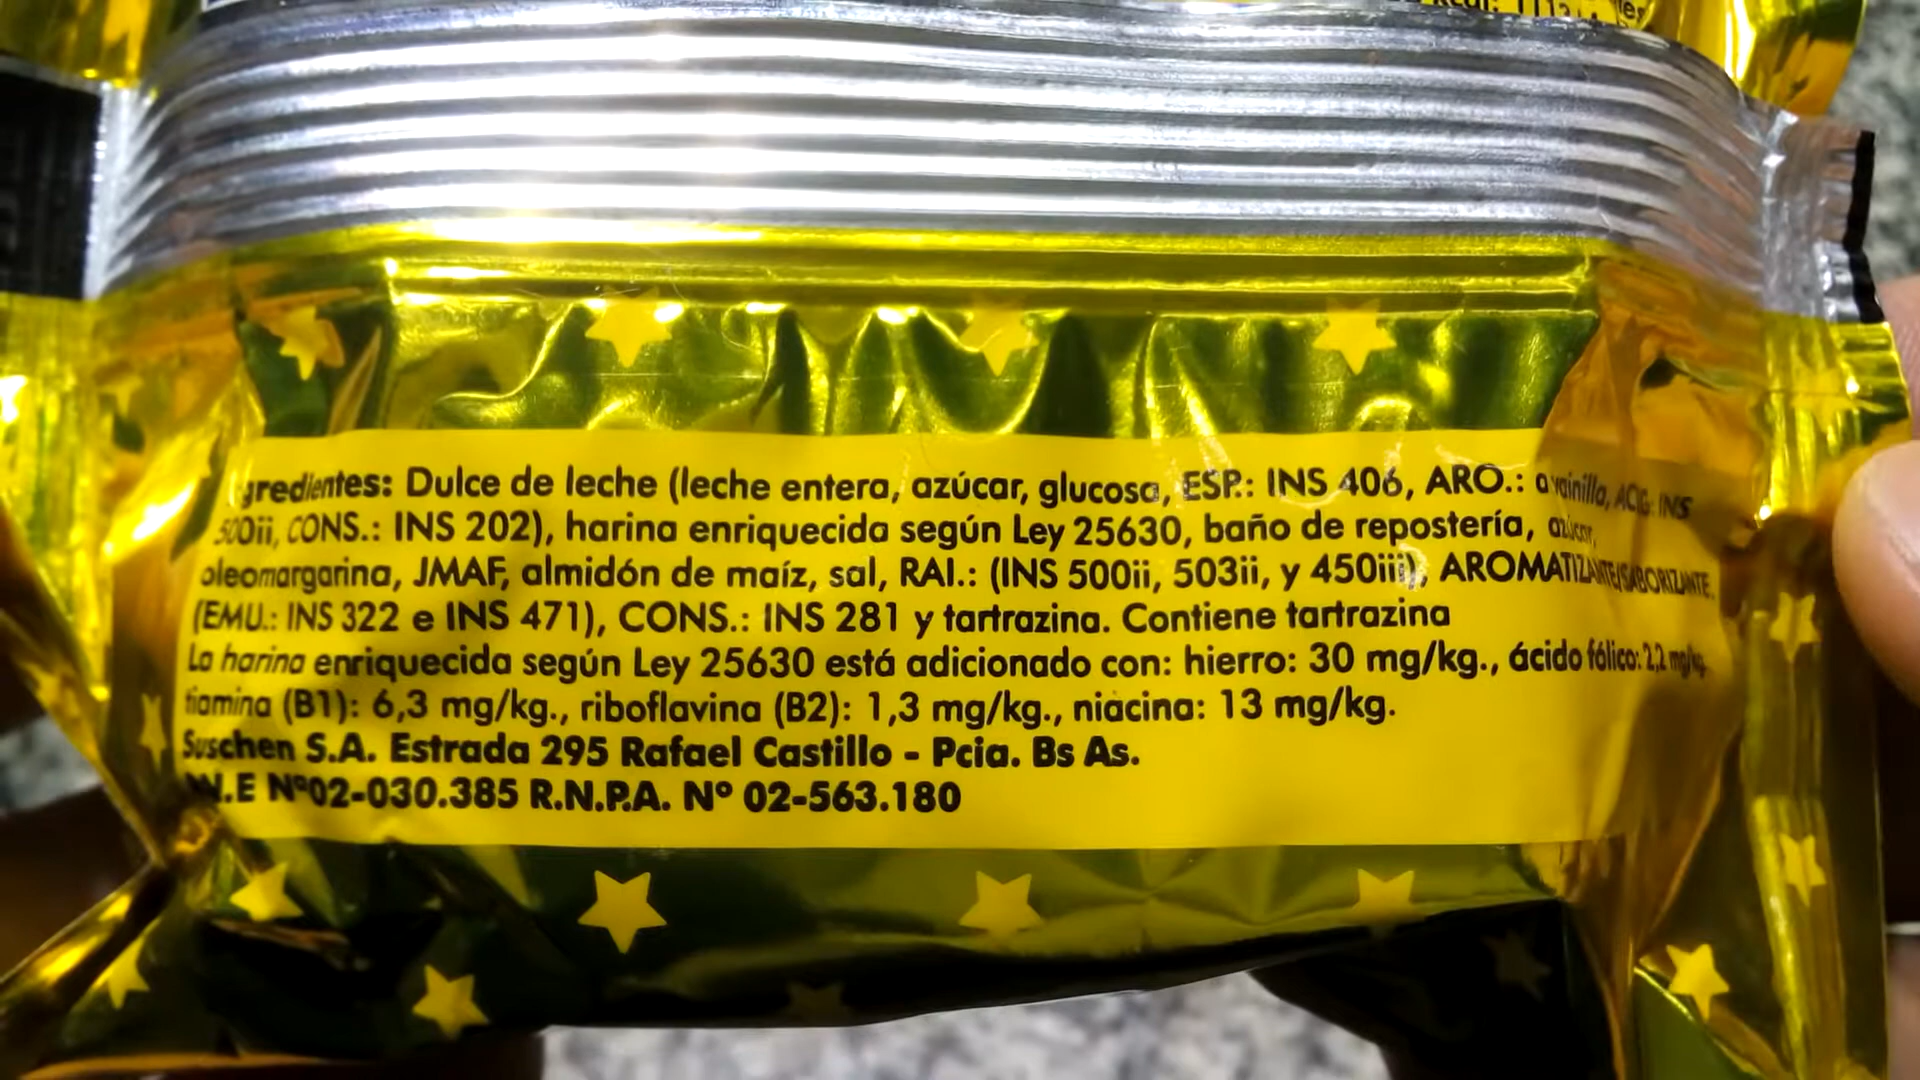 kcal:
gredientes: Dulce de leche (leche entera, azúcar, glucosa, ESP.: INS 406, ARO.: a vainilla, ACIG: INS
500ii, CONS.: INS 202), harina enriquecida según Ley 25630, baño de repostería, azúcar,
oleomargarina, JMAF, almidón de maíz, sal, RAI.: (INS 500ii, 503ii, y 450iii), AROMATIZANTE/SABORIZANTE,
(EMU.: INS 322 e INS 471), CONS.: INS 281 y tartrazina. Contiene tartrazina
La harina enriquecida según Ley 25630 está adicionado con: hierro: 30 mg/kg., ácido fólico: 2,2 mg/kg.
tiamina (B1): 6,3 mg/kg., riboflavina (B2): 1,3 mg/kg., niacina: 13 mg/kg.
Suschen S.A. Estrada 295 Rafael Castillo - Pcia. Bs As.
.E Nº02-030.385 R.N.P.A. Nº 02-563.180